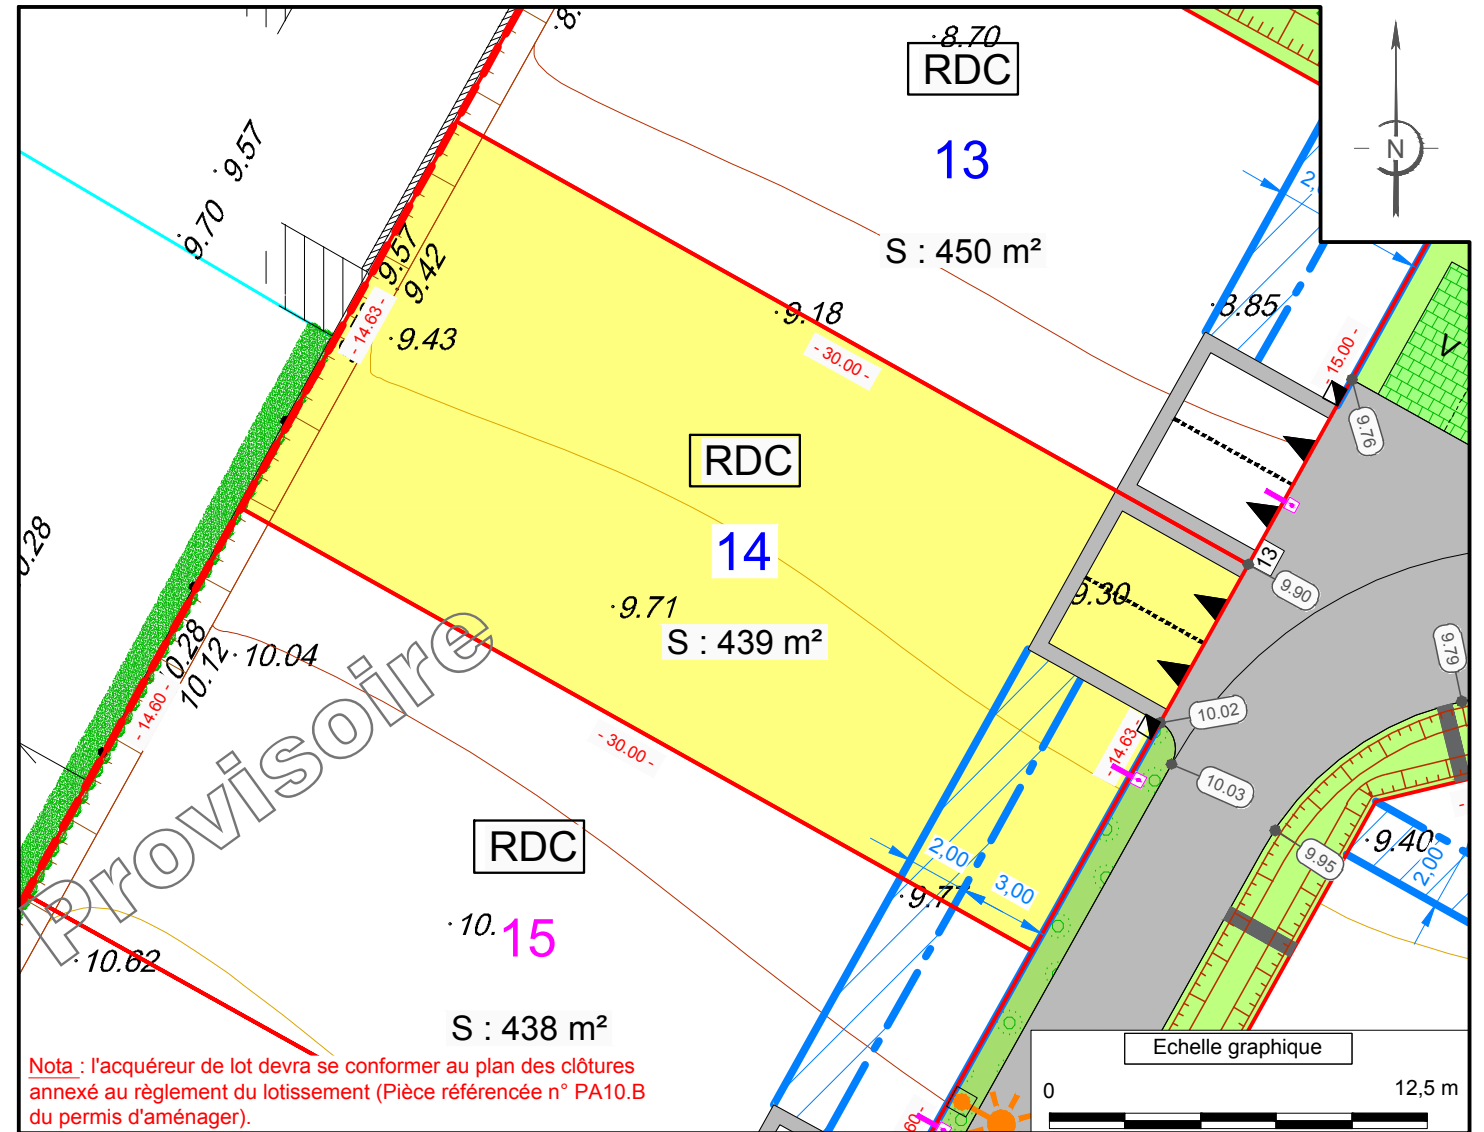 8.70
RDC
13
S : 450 m²
N
9.57
9.70
9.57
9.42
- 14.63 -
9.43
9.18
- 30.00 -
8.85
- 15.00 -
V
9.76
RDC
14
9.71
S : 439 m²
9.30
13
9.90
9.79
10.02
10.03
- 14.63 -
9.95
9.40
2,00
0.28
0.28
10.12
10.04
- 14.60 -
Provisoire
- 30.00 -
2,00
3,00
RDC
10.
15
10.62
S : 438 m²
Nota : l'acquéreur de lot devra se conformer au plan des clôtures
annexé au règlement du lotissement (Pièce référencée n° PA10.B
du permis d'aménager).
Echelle graphique
0 12,5 m